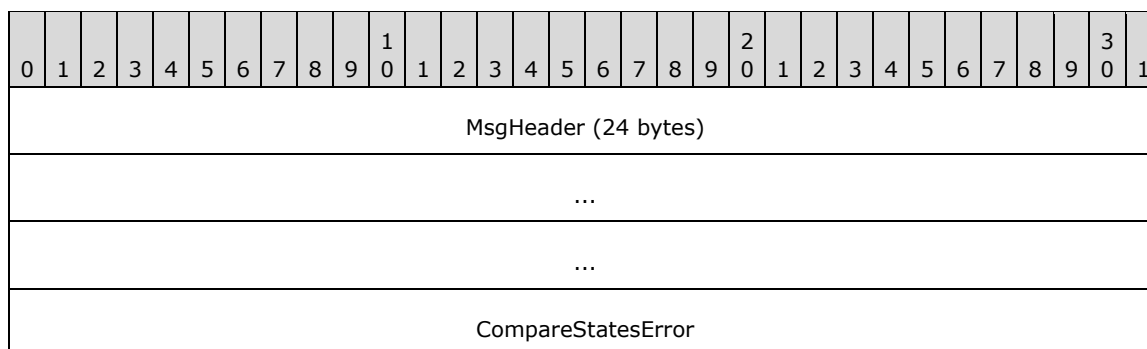 1 2 3
0 1 2 3 4 5 6 7 8 9 0 1 2 3 4 5 6 7 8 9 0 1 2 3 4 5 6 7 8 9 0 1
MsgHeader (24 bytes)
...
...
CompareStatesError